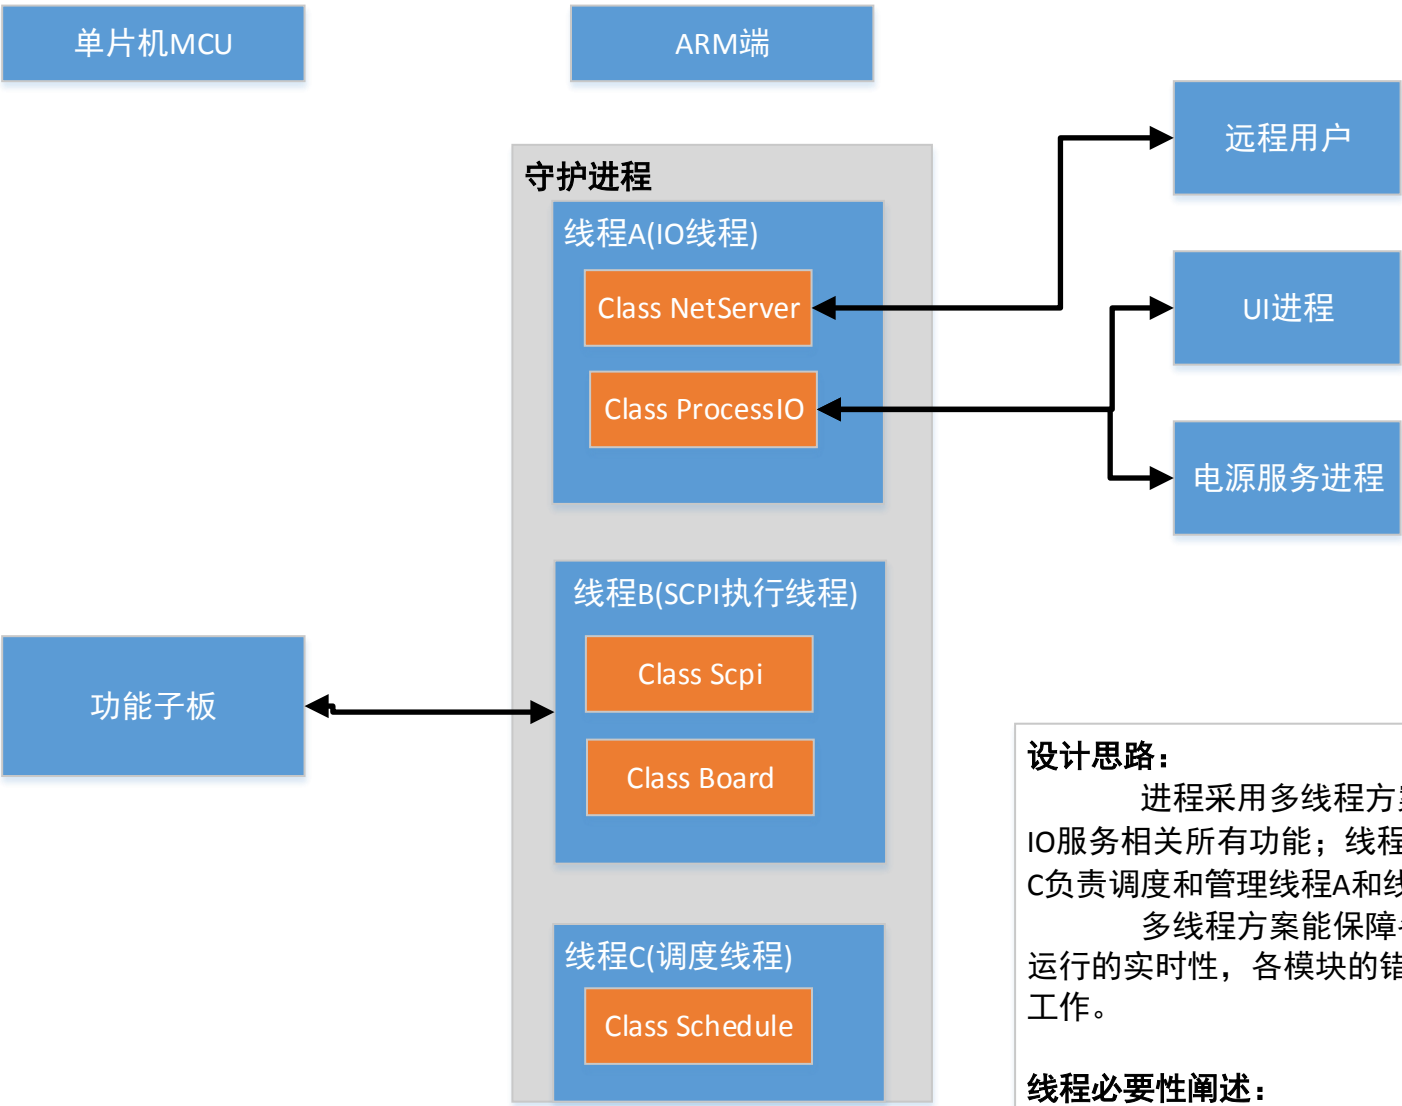 单片机MCU
ARM端
远程用户
守护进程
线程A(IO线程)
Class NetServer
UI进程
Class ProcessIO
电源服务进程
线程B(SCPI执行线程)
Class Scpi
功能子板
Class Board
线程C(调度线程)
Class Schedule
设计思路：
进程采用多线程方
IO服务相关所有功能；线程
C负责调度和管理线程A和
多线程方案能保障
运行的实时性，各模块的错
工作。
线程必要性阐述：